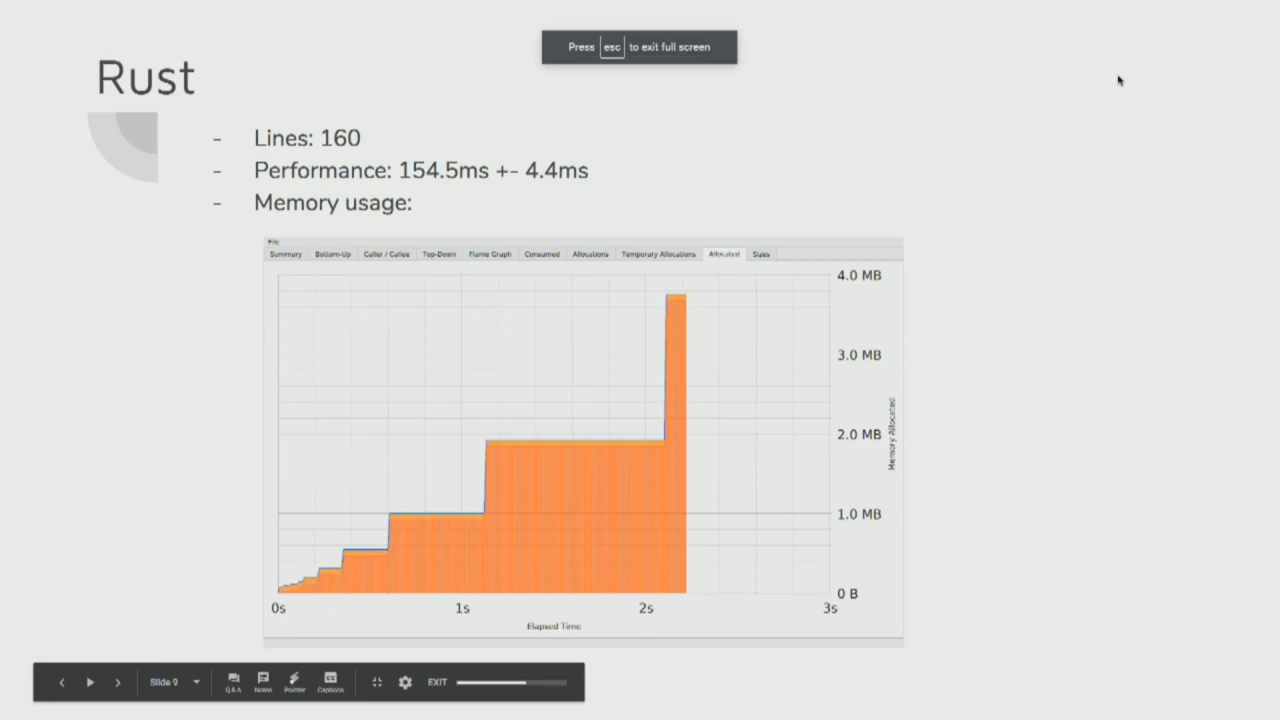 Press esc to exit full screen
Rust
- Lines: 160
- Performance: 154.5ms +- 4.4ms
- Memory usage:
File
Summary Bottom-Up Caller / Callee Top-Down Flame Graph Consumed Allocations Temporary Allocations Allocated Sizes
4.0 MB
3.0 MB
2.0 MB
1.0 MB
0 B
Memory Allocated
0s 1s 2s 3s
Elapsed Time
Slide 9 Q&A Notes Pointer CC Captions EXIT